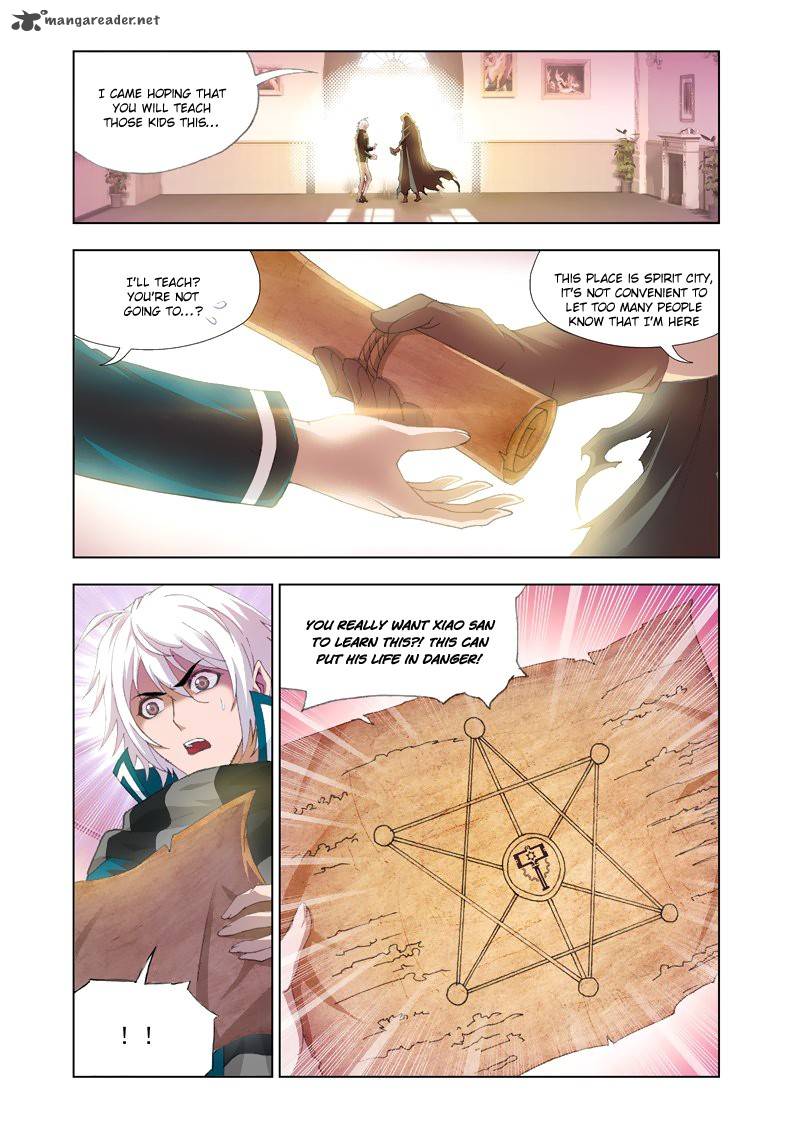 mangareader.net
I CAME HOPING THAT
YOU WILL TEACH
THOSE KIDS THIS...
I'LL TEACH?
YOU'RE NOT
GOING TO...?
THIS PLACE IS SPIRIT CITY,
IT'S NOT CONVENIENT TO
LET TOO MANY PEOPLE
KNOW THAT I'M HERE
! !
YOU REALLY WANT XIAO SAN
TO LEARN THIS?! THIS CAN
PUT HIS LIFE IN DANGER!